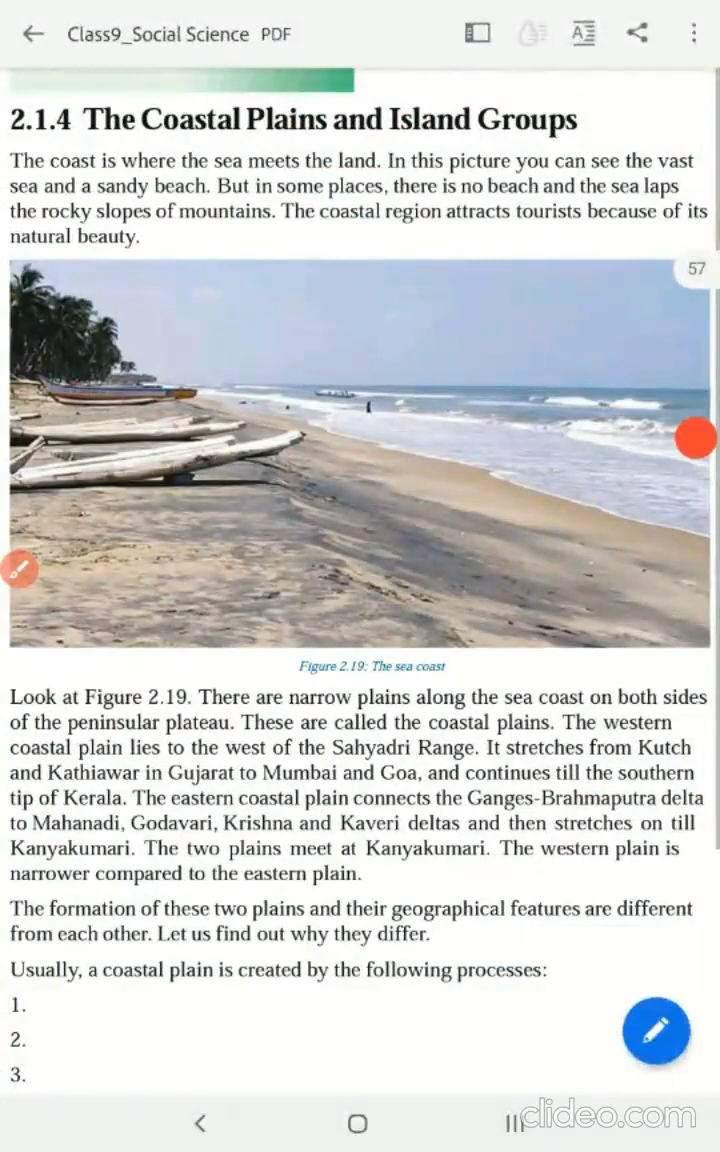 Class9_Social Science PDF
2.1.4 The Coastal Plains and Island Groups
The coast is where the sea meets the land. In this picture you can see the vast
sea and a sandy beach. But in some places, there is no beach and the sea laps
the rocky slopes of mountains. The coastal region attracts tourists because of its
natural beauty.
57
Figure 2.19: The sea coast
Look at Figure 2.19. There are narrow plains along the sea coast on both sides
of the peninsular plateau. These are called the coastal plains. The western
coastal plain lies to the west of the Sahyadri Range. It stretches from Kutch
and Kathiawar in Gujarat to Mumbai and Goa, and continues till the southern
tip of Kerala. The eastern coastal plain connects the Ganges-Brahmaputra delta
to Mahanadi, Godavari, Krishna and Kaveri deltas and then stretches on till
Kanyakumari. The two plains meet at Kanyakumari. The western plain is
narrower compared to the eastern plain.
The formation of these two plains and their geographical features are different
from each other. Let us find out why they differ.
Usually, a coastal plain is created by the following processes:
1.
2.
3.
clideo.com